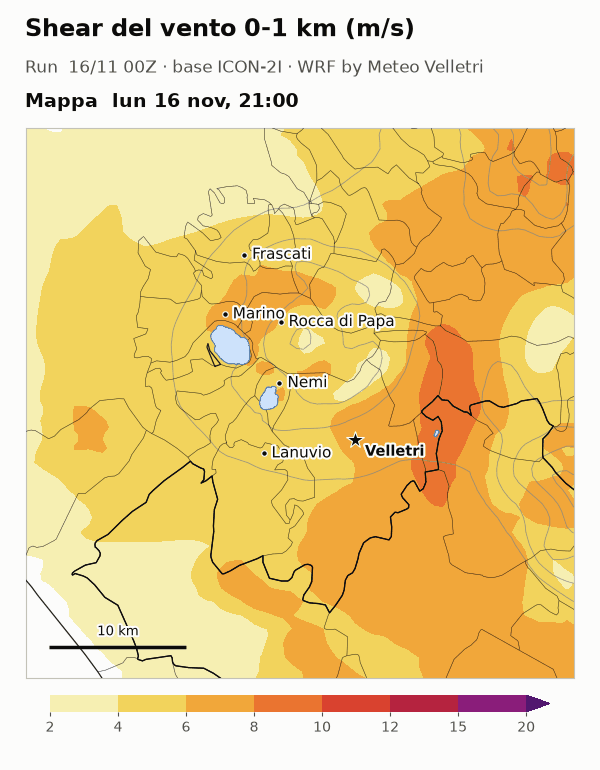 Shear del vento 0-1 km (m/s)
Run  16/11 00Z · base ICON-2I · WRF by Meteo Velletri
Mappa  lun 16 nov, 21:00
Frascati
Marino
Rocca di Papa
Nemi
Velletri
Lanuvio
10 km
2 4 6 8 10 12 15 20